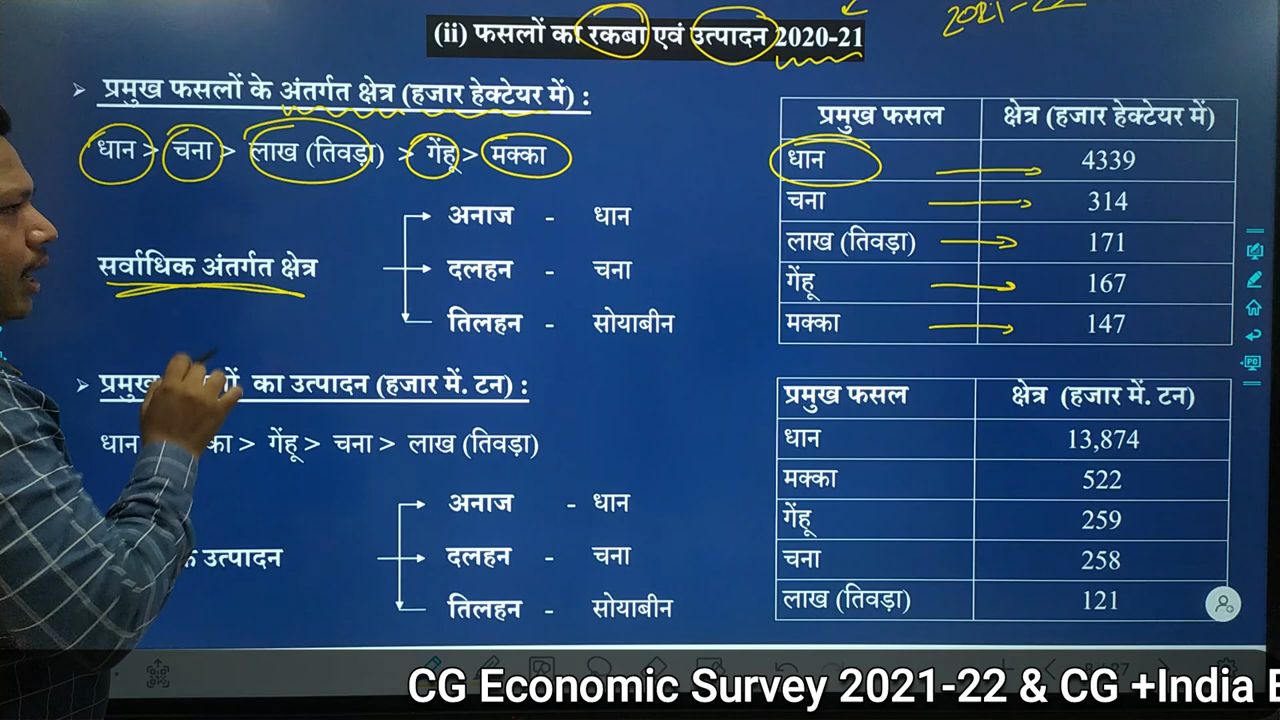 2021-22
(ii) फसलों का रकबा एवं उत्पादन 2020-21
प्रमुख फसलों के अंतर्गत क्षेत्र (हजार हेक्टेयर में) :
धान > चना > लाख (तिवड़ा) > गेंहू > मक्का
सर्वाधिक अंतर्गत क्षेत्र
अनाज - धान
दलहन - चना
तिलहन - सोयाबीन
प्रमुख फसल क्षेत्र (हजार हेक्टेयर में)
धान 4339
चना 314
लाख (तिवड़ा) 171
गेंहू 167
मक्का 147
का उत्पादन (हजार में. टन) :
धान > गेंहू > चना > लाख (तिवड़ा)
उत्पादन
अनाज - धान
दलहन - चना
तिलहन - सोयाबीन
प्रमुख फसल क्षेत्र (हजार में. टन)
धान 13,874
मक्का 522
गेंहू 259
चना 258
लाख (तिवड़ा) 121
CG Economic Survey 2021-22 & CG +India